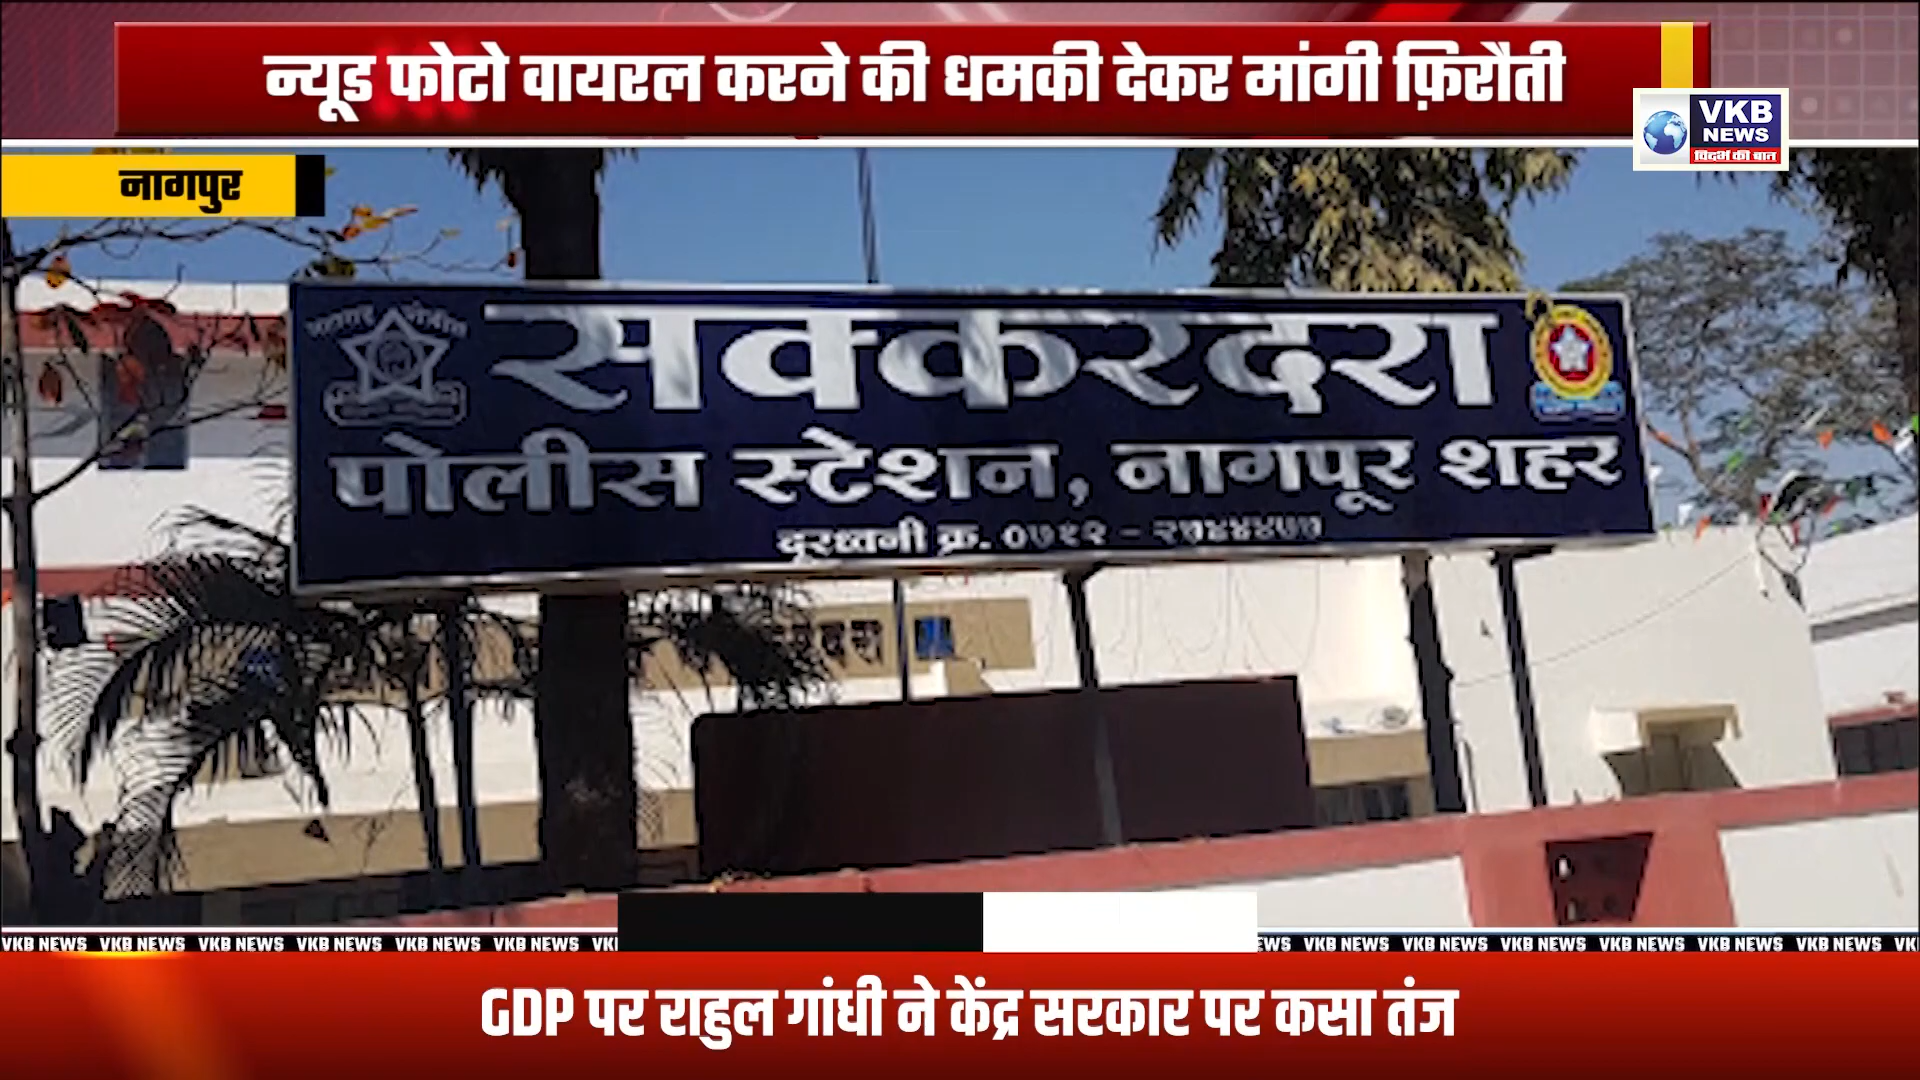 न्यूड फोटो वायरल करने की धमकी देकर मांगी फ़िरौती
VKB
NEWS
विदर्भ की बात
नागपुर
सक्करदरा
पोलीस स्टेशन, नागपूर शहर
दूरध्वनी क्र. ०७१२ - २७४४४७७
VKB NEWS VKB NEWS VKB NEWS VKB NEWS VKB NEWS VKB NEWS VKB NEWS VKB NEWS VKB NEWS VKB NEWS VKB NEWS VKB NEWS
GDP पर राहुल गांधी ने केंद्र सरकार पर कसा तंज